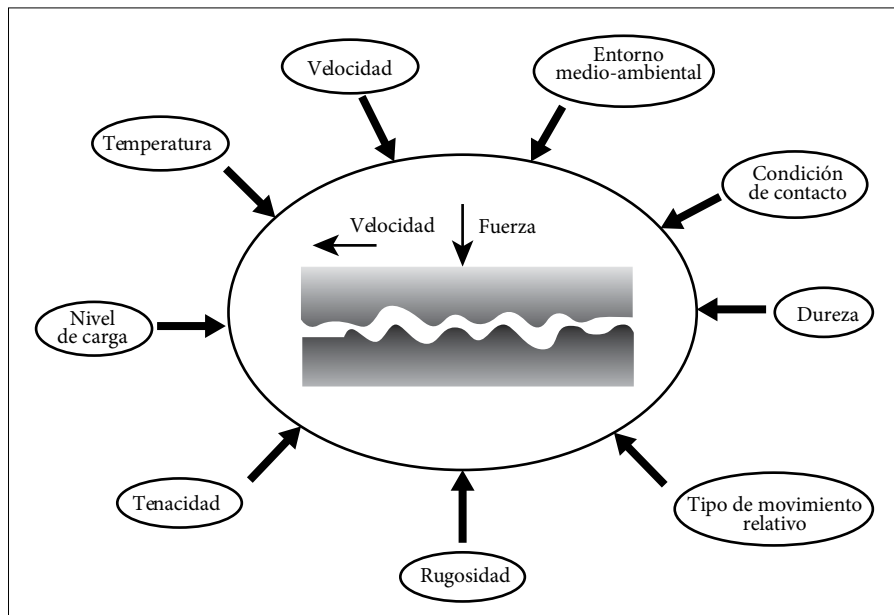 Velocidad
Entorno
medio-ambiental
Temperatura
Condición
de contacto
Velocidad
Fuerza
Nivel
de carga
Dureza
Tenacidad
Tipo de movimiento
relativo
Rugosidad